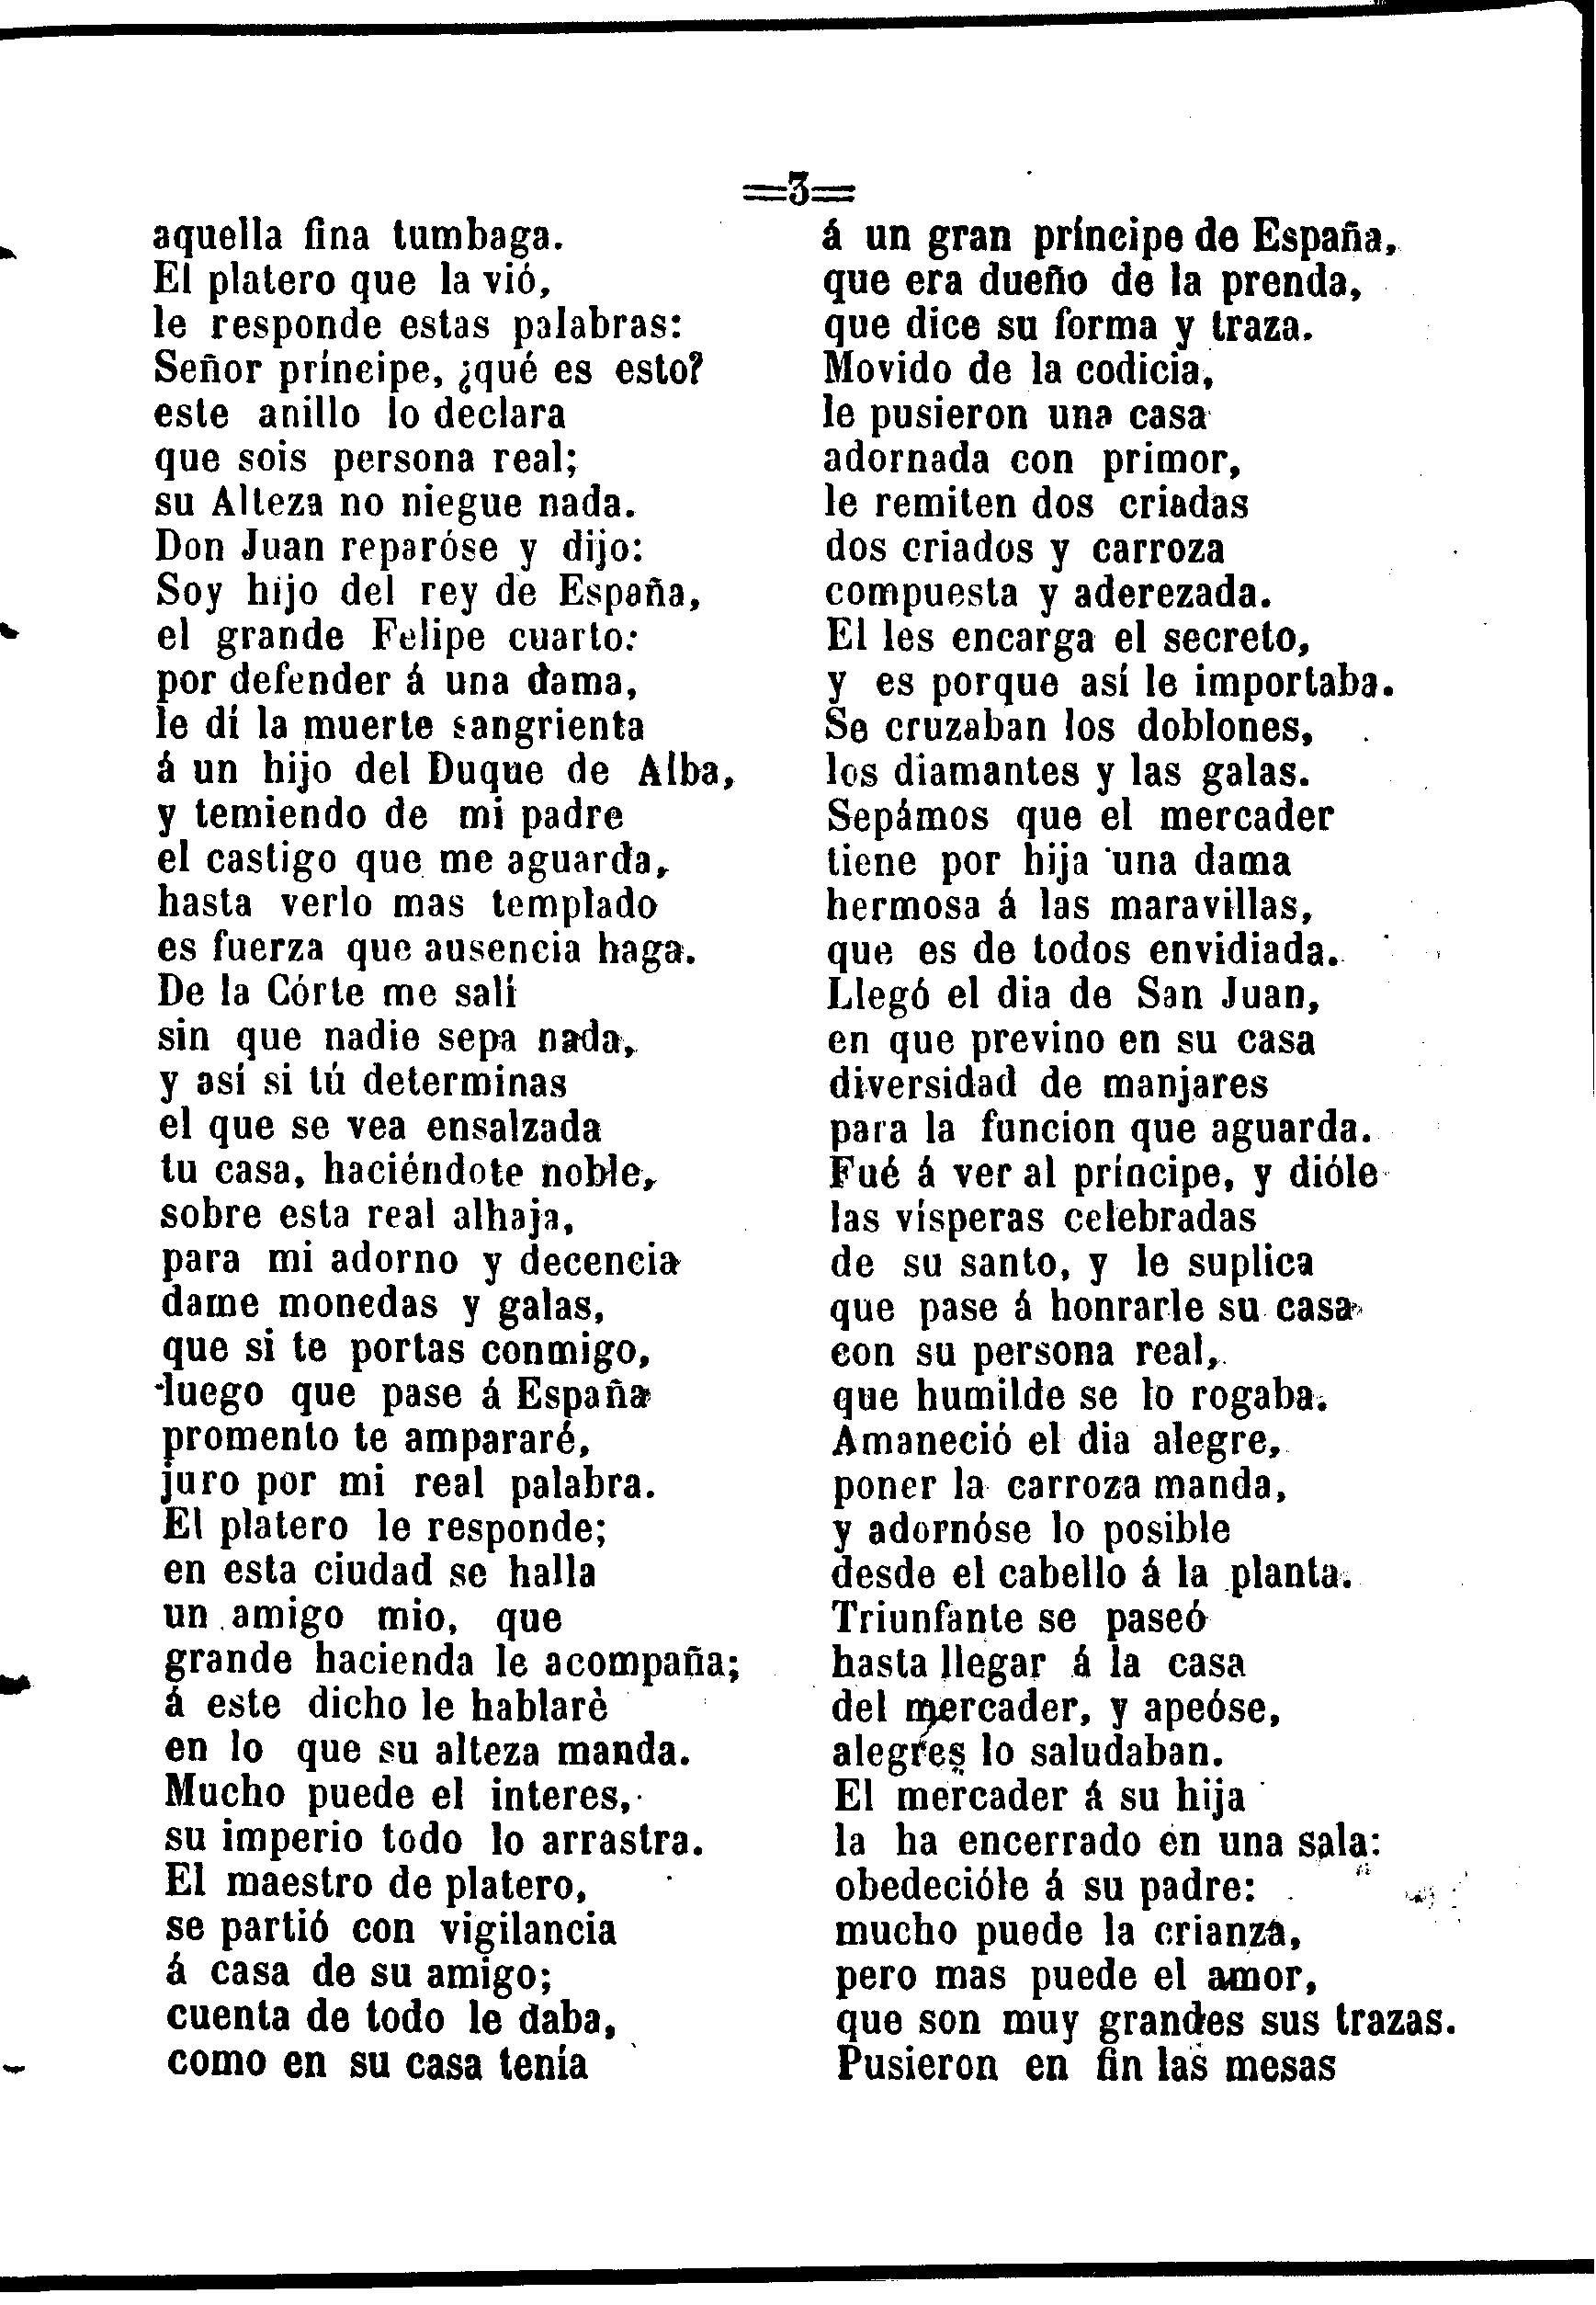 =3=
aquella fina tumbaga.
El platero que la vió,
le responde estas palabras:
Señor príncipe, ¿qué es esto?
este anillo lo declara
que sois persona real;
su Alteza no niegue nada.
Don Juan reparóse y dijo:
Soy hijo del rey de España,
el grande Felipe cuarto:
por defender á una dama,
le dí la muerte sangrienta
á un hijo del Duque de Alba,
y temiendo de mi padre
el castigo que me aguarda,
hasta verlo mas templado
es fuerza que ausencia haga.
De la Córte me salí
sin que nadie sepa nada,
y así si tú determinas
el que se vea ensalzada
tu casa, haciéndote noble,
sobre esta real alhaja,
para mi adorno y decencia
dame monedas y galas,
que si te portas conmigo,
luego que pase á España
promento te ampararé,
juro por mi real palabra.
El platero le responde;
en esta ciudad se halla
un amigo mio, que
grande hacienda le acompaña;
á este dicho le hablarè
en lo que su alteza manda.
Mucho puede el interes,
su imperio todo lo arrastra.
El maestro de platero,
se partió con vigilancia
á casa de su amigo;
cuenta de todo le daba,
como en su casa tenía
á un gran príncipe de España,
que era dueño de la prenda,
que dice su forma y traza.
Movido de la codicia,
le pusieron una casa
adornada con primor,
le remiten dos criadas
dos criados y carroza
compuesta y aderezada.
El les encarga el secreto,
y es porque así le importaba.
Se cruzaban los doblones,
los diamantes y las galas.
Sepámos que el mercader
tiene por hija una dama
hermosa á las maravillas,
que es de todos envidiada.
Llegó el dia de San Juan,
en que previno en su casa
diversidad de manjares
para la funcion que aguarda.
Fué á ver al príncipe, y dióle
las vísperas celebradas
de su santo, y le suplica
que pase á honrarle su casa
con su persona real,
que humilde se lo rogaba.
Amaneció el dia alegre,
poner la carroza manda,
y adornóse lo posible
desde el cabello á la planta.
Triunfante se paseó
hasta llegar á la casa
del mercader, y apeóse,
alegres lo saludaban.
El mercader á su hija
la ha encerrado en una sala:
obedecióle á su padre:
mucho puede la crianza,
pero mas puede el amor,
que son muy grandes sus trazas.
Pusieron en fin las mesas